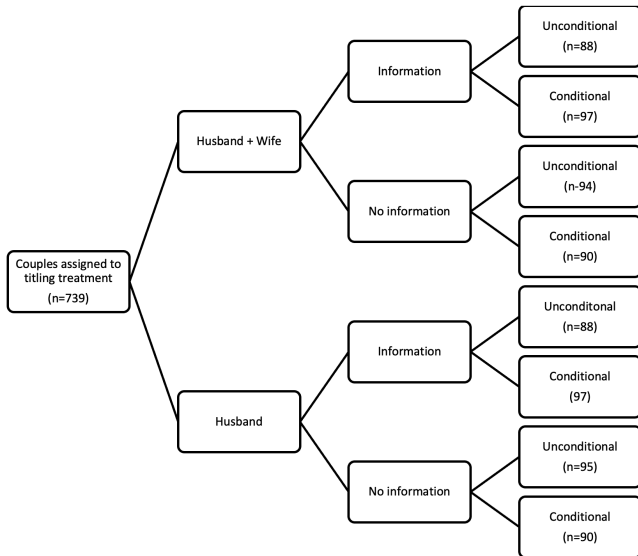 Couples assigned to
titling treatment
(n=739)
Husband + Wife
Information
Unconditional
(n=88)
Conditional
(n=97)
No information
Unconditional
(n-94)
Conditional
(n=90)
Husband
Information
Unconditonal
(n=88)
Conditional
(97)
No information
Unconditional
(n=95)
Conditional
(n=90)